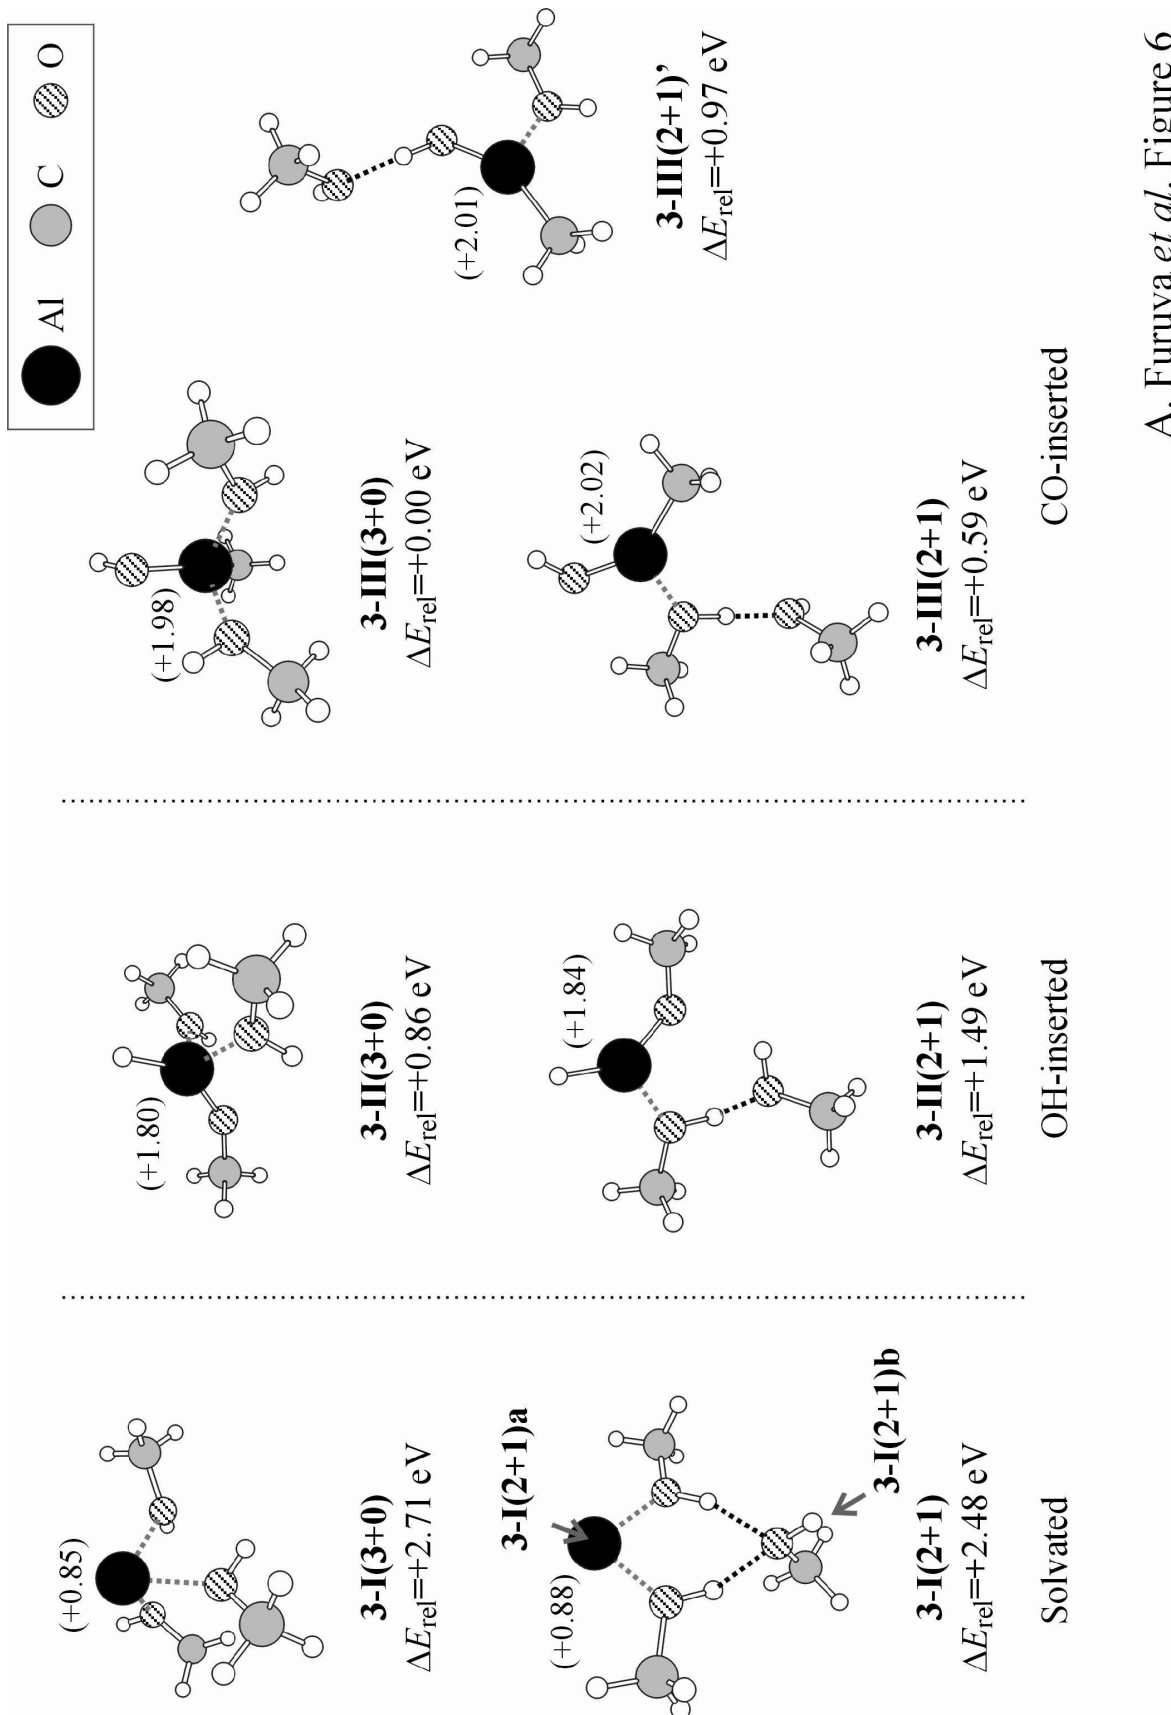 Al C O
(+0.85)
3-I(3+0)
ΔErel=+2.71 eV
3-I(2+1)a
(+0.88)
3-I(2+1)b
3-I(2+1)
ΔErel=+2.48 eV
Solvated
(+1.80)
3-II(3+0)
ΔErel=+0.86 eV
(+1.84)
3-II(2+1)
ΔErel=+1.49 eV
OH-inserted
(+1.98)
3-III(3+0)
ΔErel=+0.00 eV
(+2.02)
3-III(2+1)
ΔErel=+0.59 eV
(+2.01)
3-III(2+1)’
ΔErel=+0.97 eV
CO-inserted
A. Furuya et al. Figure 6